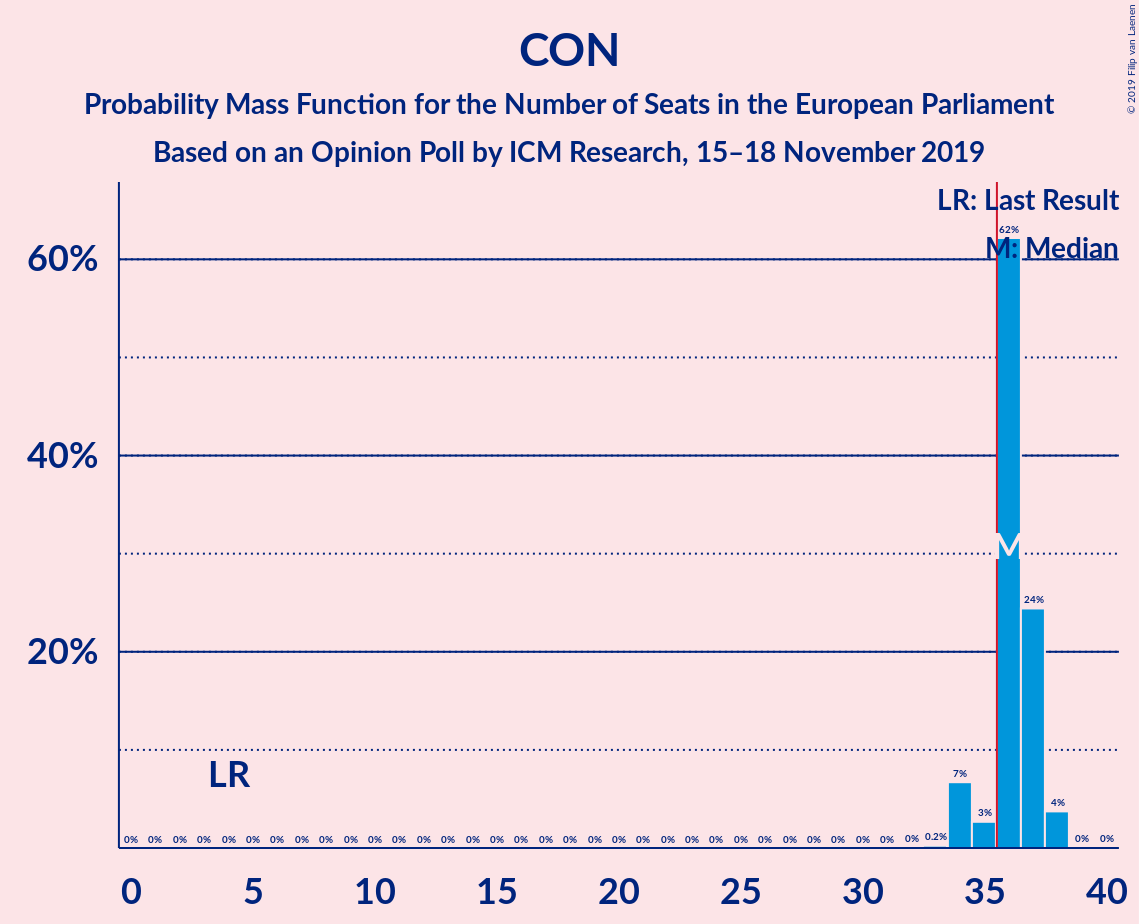 © 2019 Filip van Laenen
CON
Probability Mass Function for the Number of Seats in the European Parliament
Based on an Opinion Poll by ICM Research, 15–18 November 2019
LR: Last Result
M: Median
62%
60%
40%
M
24%
20%
LR
7%
3%
4%
0% 0% 0% 0% 0% 0% 0% 0% 0% 0% 0% 0% 0% 0% 0% 0% 0% 0% 0% 0% 0% 0% 0% 0% 0% 0% 0% 0% 0% 0% 0% 0% 0% 0.2% 0% 0%
0 5 10 15 20 25 30 35 40